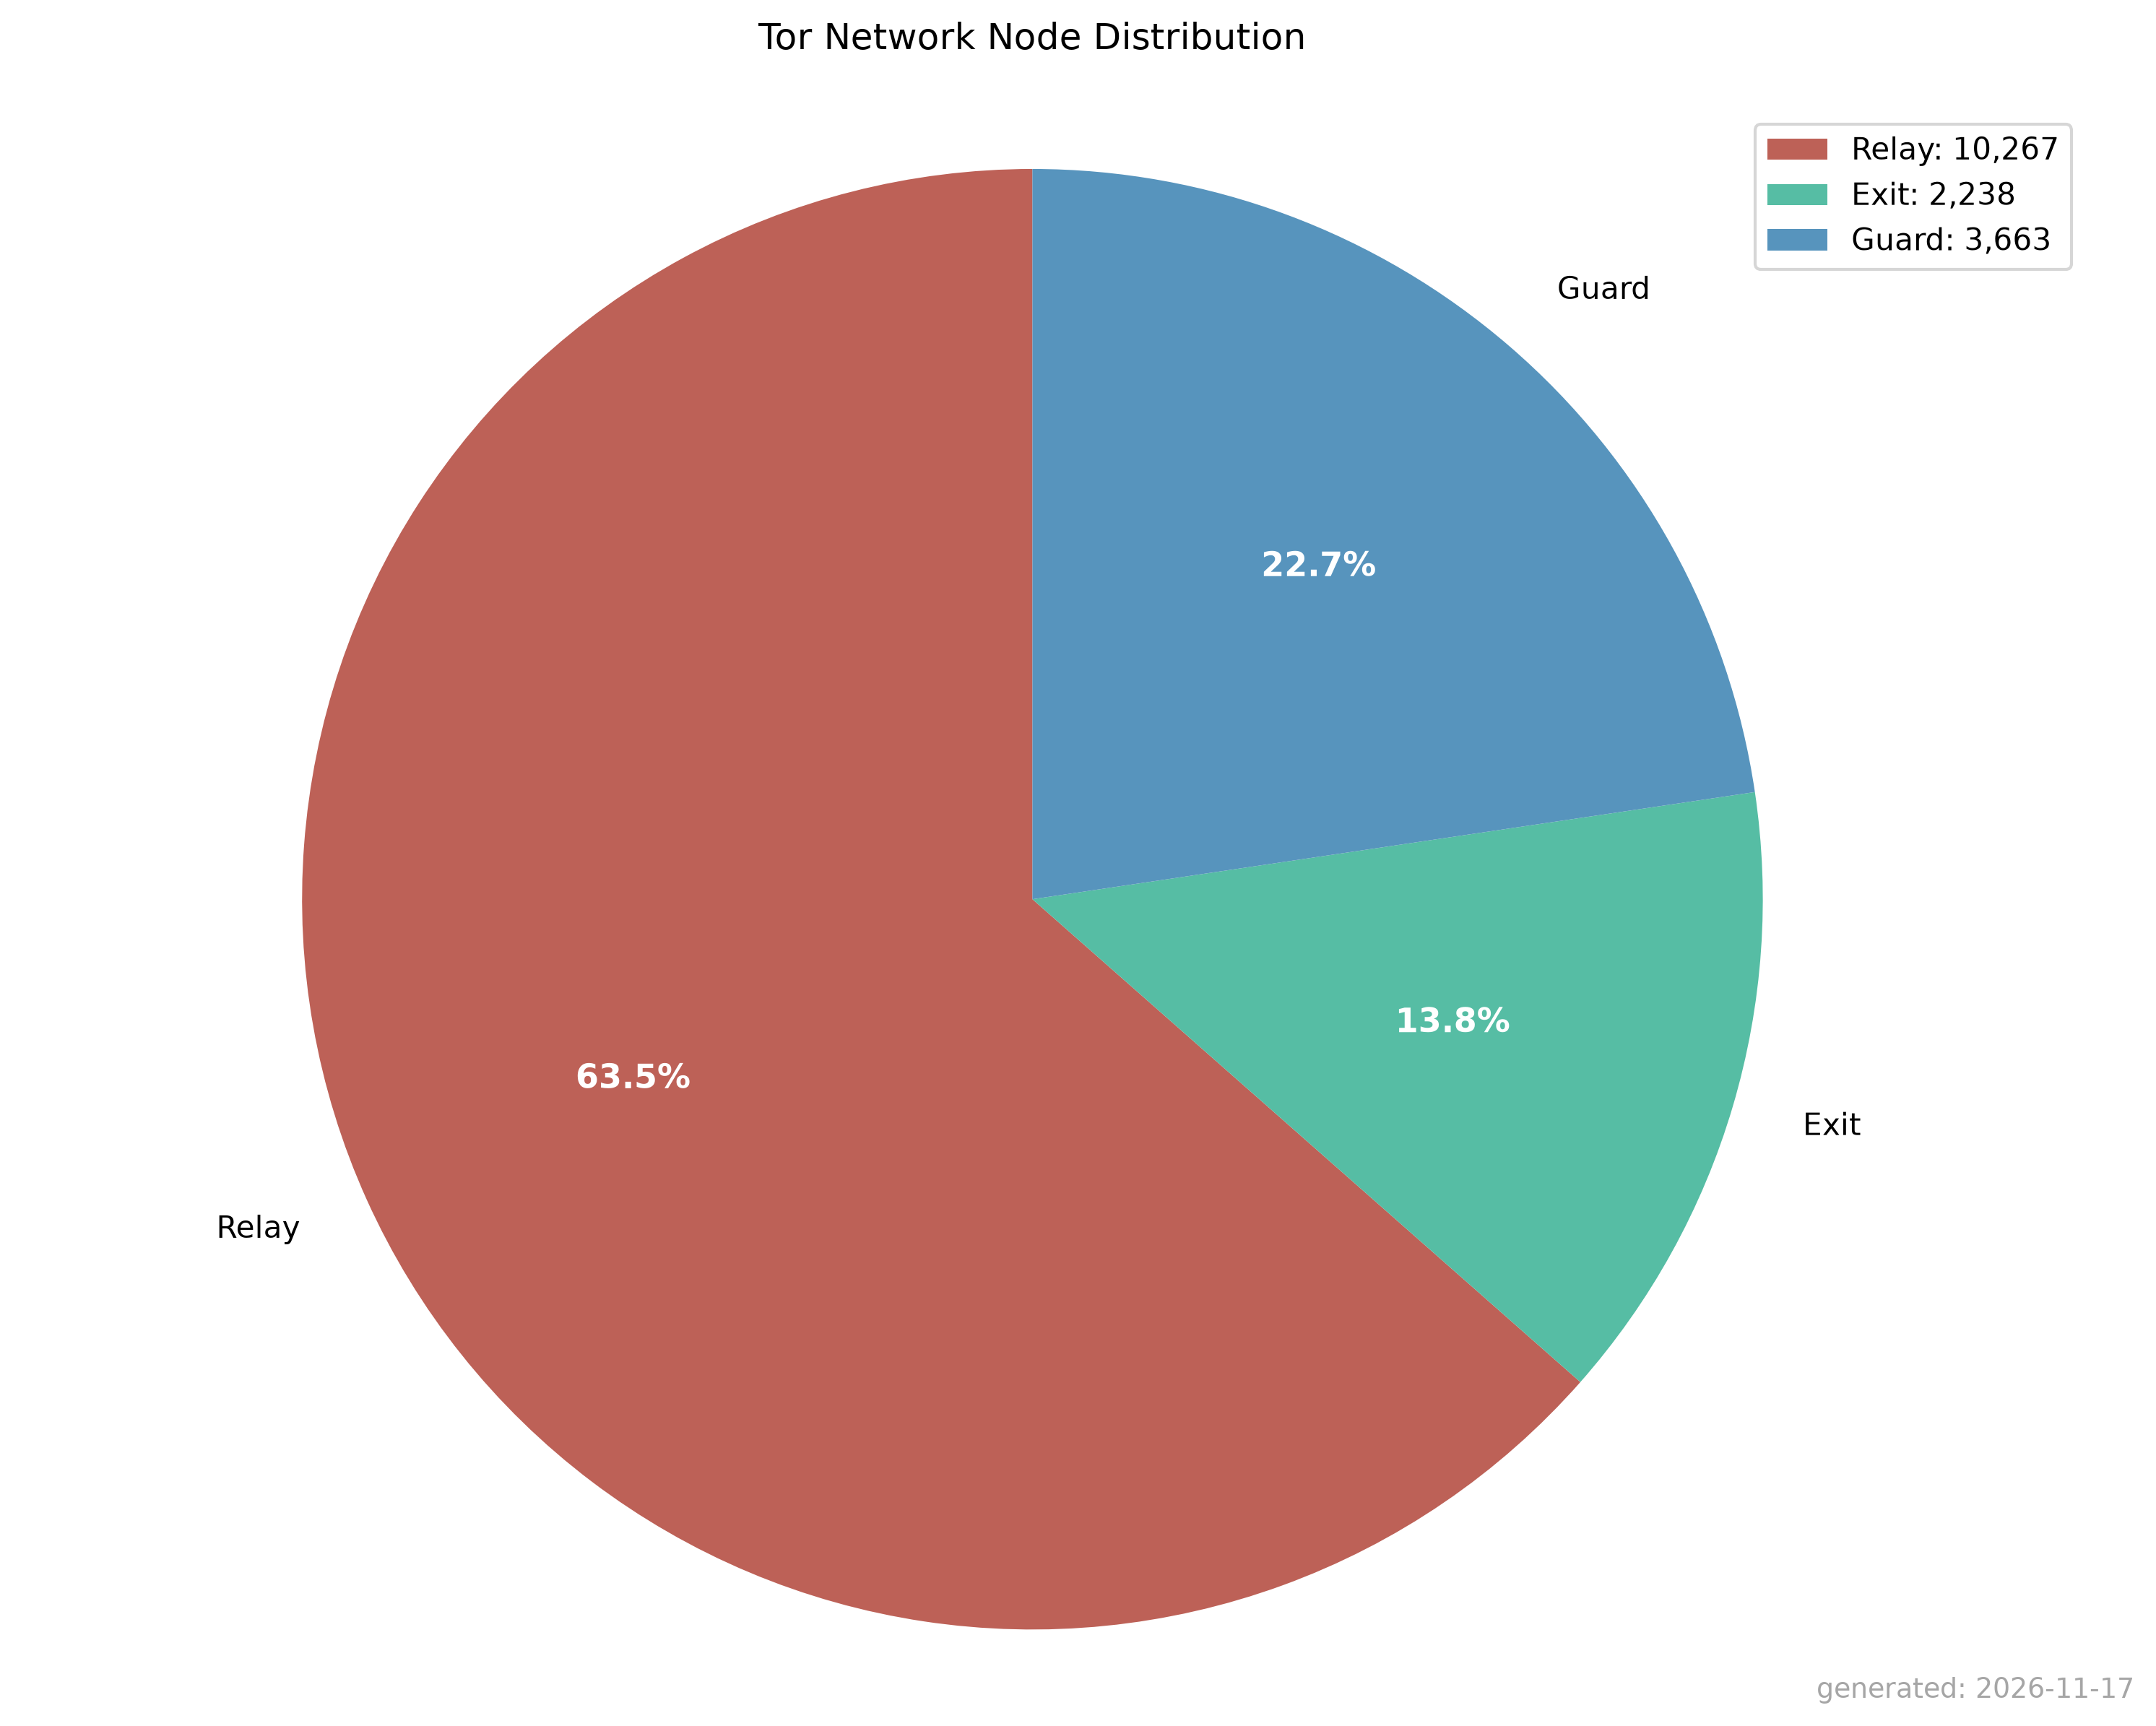 Tor Network Node Distribution
Relay: 10,267
Exit: 2,238
Guard: 3,663
Guard
22.7%
13.8%
63.5%
Exit
Relay
generated: 2026-11-17